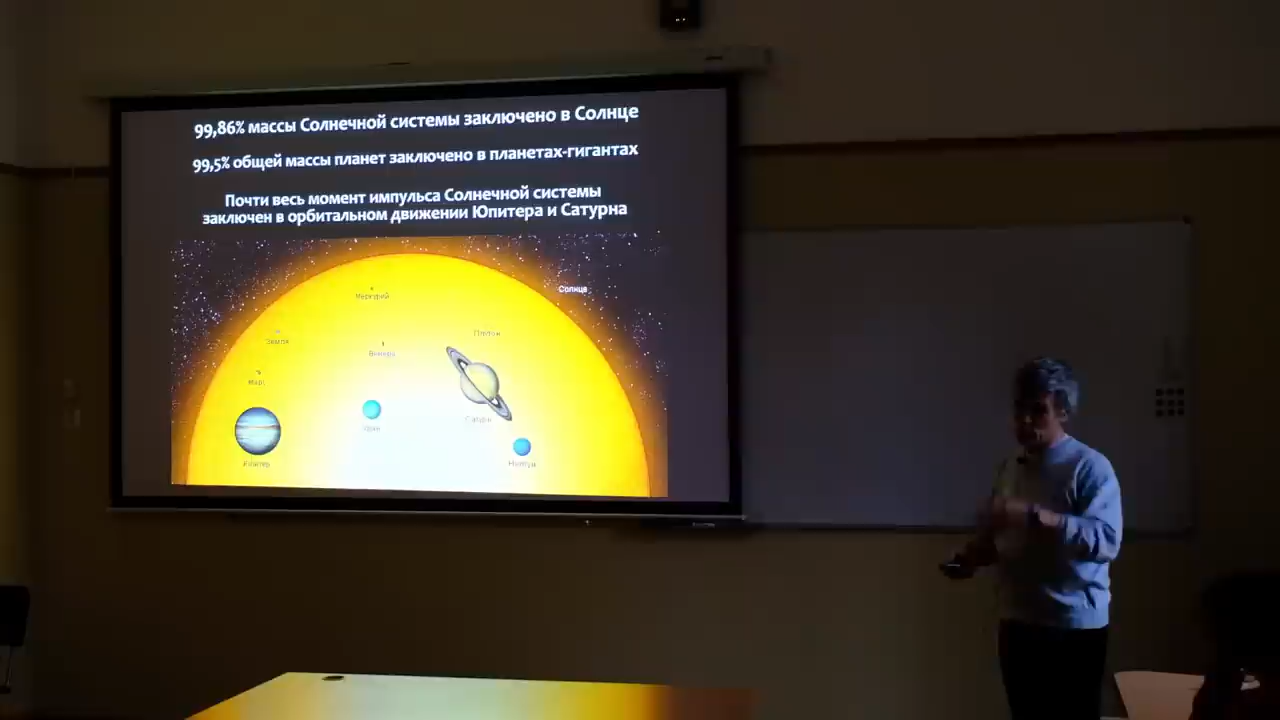 99,86% массы Солнечной системы заключено в Солнце
99,5% общей массы планет заключено в планетах-гигантах
Почти весь момент импульса Солнечной системы
заключен в орбитальном движении Юпитера и Сатурна
Солнце
Меркурий
Плутон
Земля
Венера
Марс
Сатурн
Уран
Юпитер
Нептун